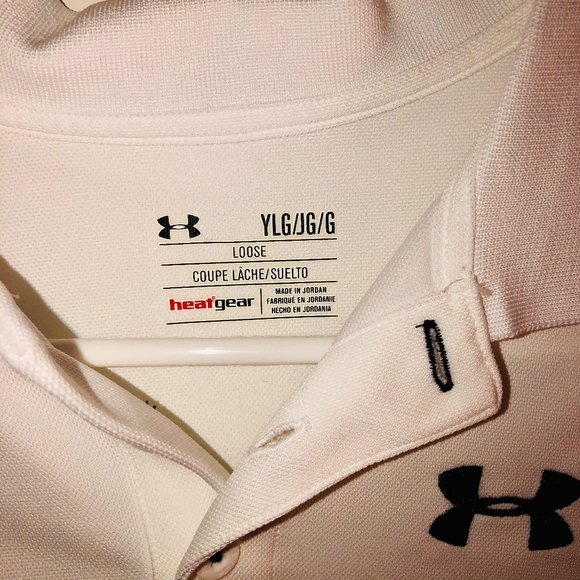 YLG/JG/G
LOOSE
COUPE LÂCHE/SUELTO
heatgear
MADE IN JORDAN
FABRIQUÉ EN JORDANIE
HECHO EN JORDANIA